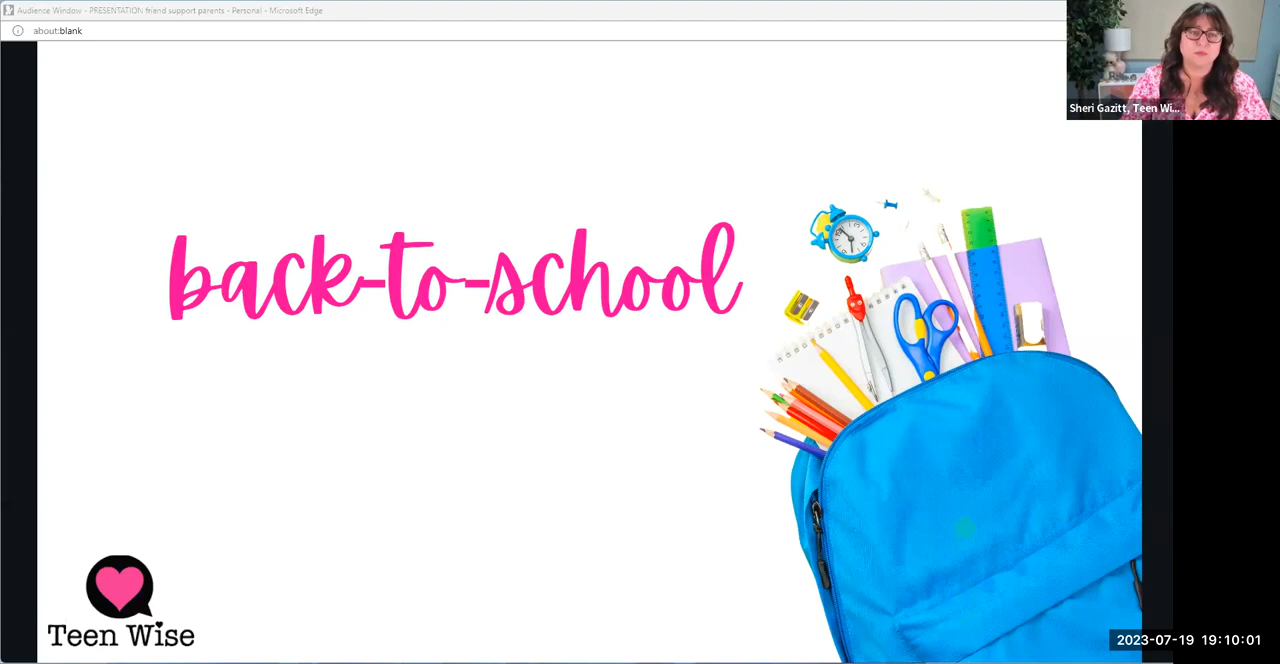 Audience Window - PRESENTATION friend support parents - Personal - Microsoft Edge
about:blank
Sheri Gazitt, Teen Wi...
back-to-school
Teen Wise
2023-07-19 19:10:01